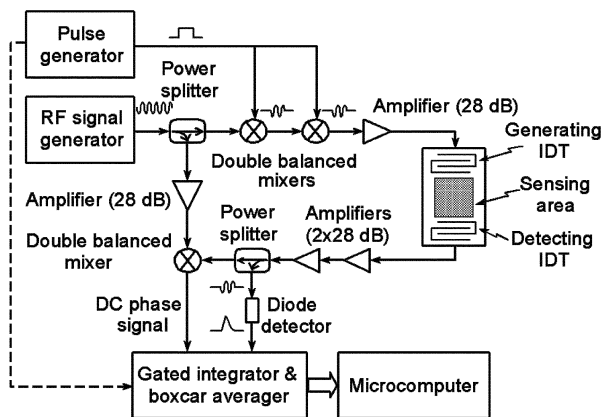 Pulse
generator
Power
splitter
Amplifier (28 dB)
RF signal
generator
Generating
IDT
Double balanced
mixers
Sensing
area
Amplifier (28 dB)
Power
splitter
Amplifiers
(2x28 dB)
Detecting
IDT
Double balanced
mixer
DC phase
signal
Diode
detector
Gated integrator &
boxcar averager
Microcomputer